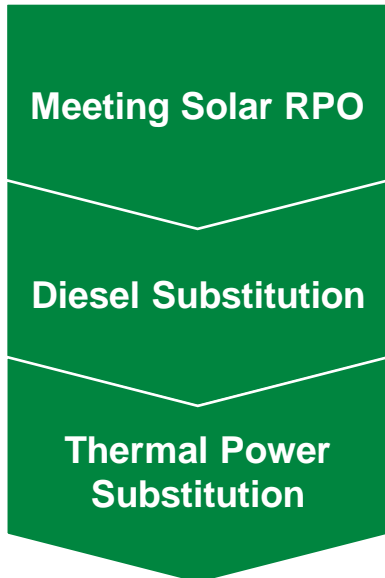 Meeting Solar RPO
Diesel Substitution
Thermal Power
Substitution